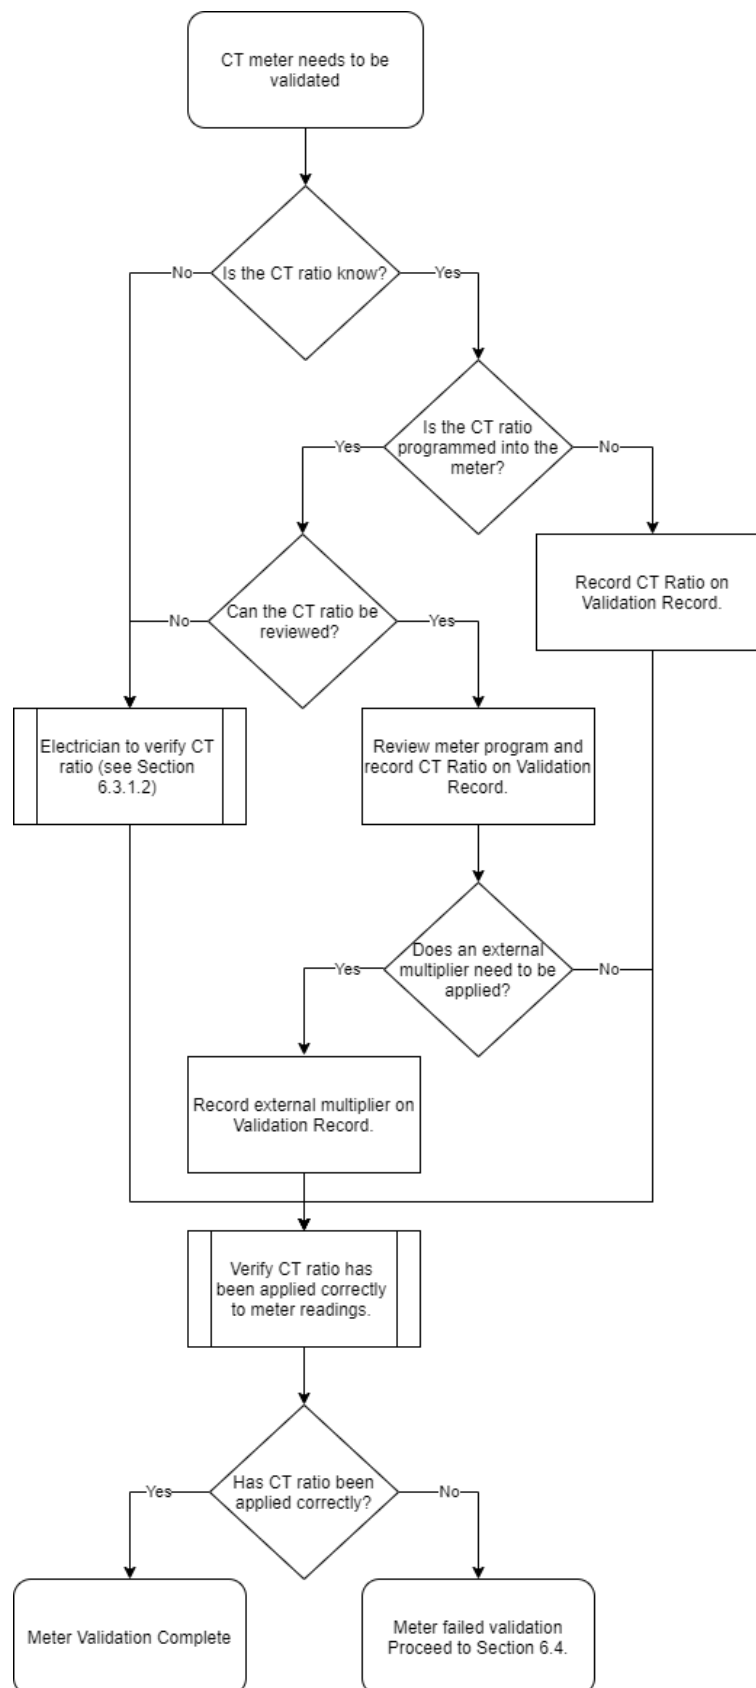 CT meter needs to be
validated
No
Is the CT ratio know?
Yes
Is the CT ratio
programmed into the
meter?
Yes
No
Record CT Ratio on
Validation Record.
Can the CT ratio be
reviewed?
No
Yes
Electrician to verify CT
ratio (see Section
6.3.1.2)
Review meter program and
record CT Ratio on Validation
Record.
Does an external
multiplier need to be
applied?
Yes
No
Record external multiplier on
Validation Record.
Verify CT ratio has
been applied correctly
to meter readings.
Has CT ratio been
applied correctly?
Yes
No
Meter Validation Complete
Meter failed validation
Proceed to Section 6.4.